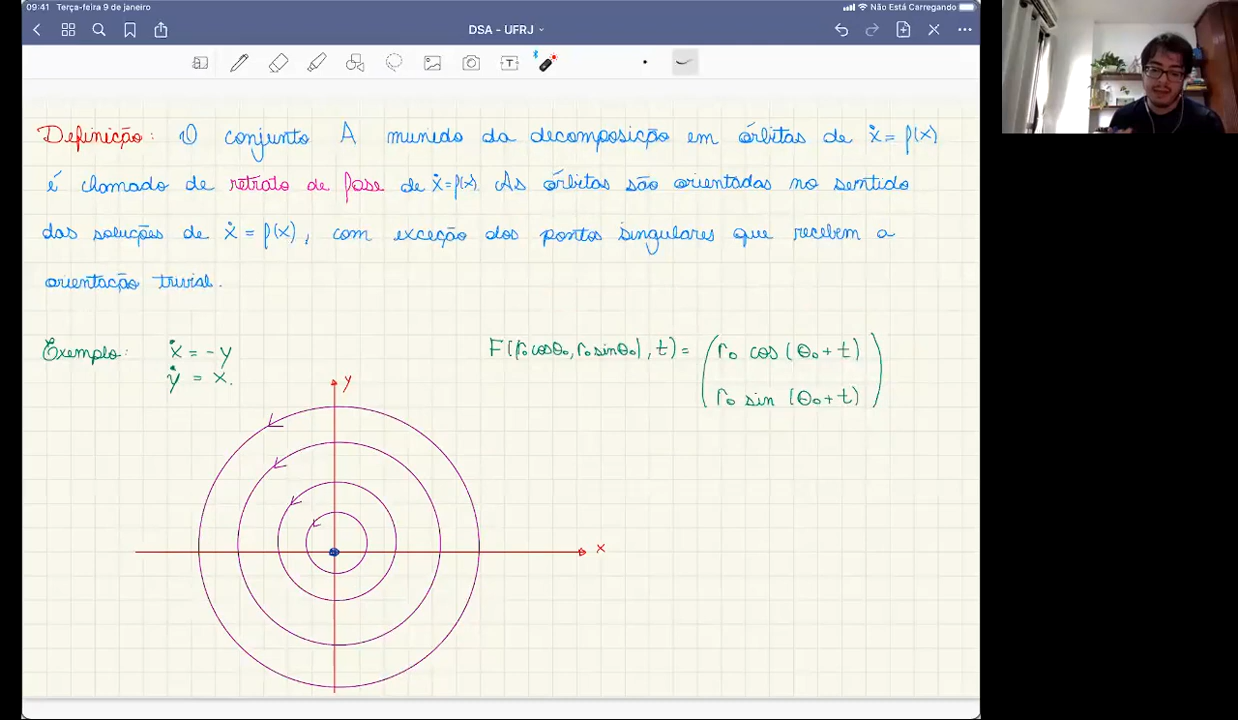 09:41 Terça-feira 9 de janeiro
Não Está Carregando
DSA - UFRJ
Definição: O conjunto A munido da decomposição em órbitas de ẋ = f(x)
é chamado de retrato de fase de ẋ = f(x). As órbitas são orientadas no sentido
das soluções de ẋ = f(x), com exceção dos pontos singulares que recebem a
orientação trivial.
Exemplo: ẋ = -y
ẏ = x.
F((r₀cosθ₀, r₀sinθ₀), t) = ( r₀ cos (θ₀ + t)
r₀ sin (θ₀ + t) )
y
x